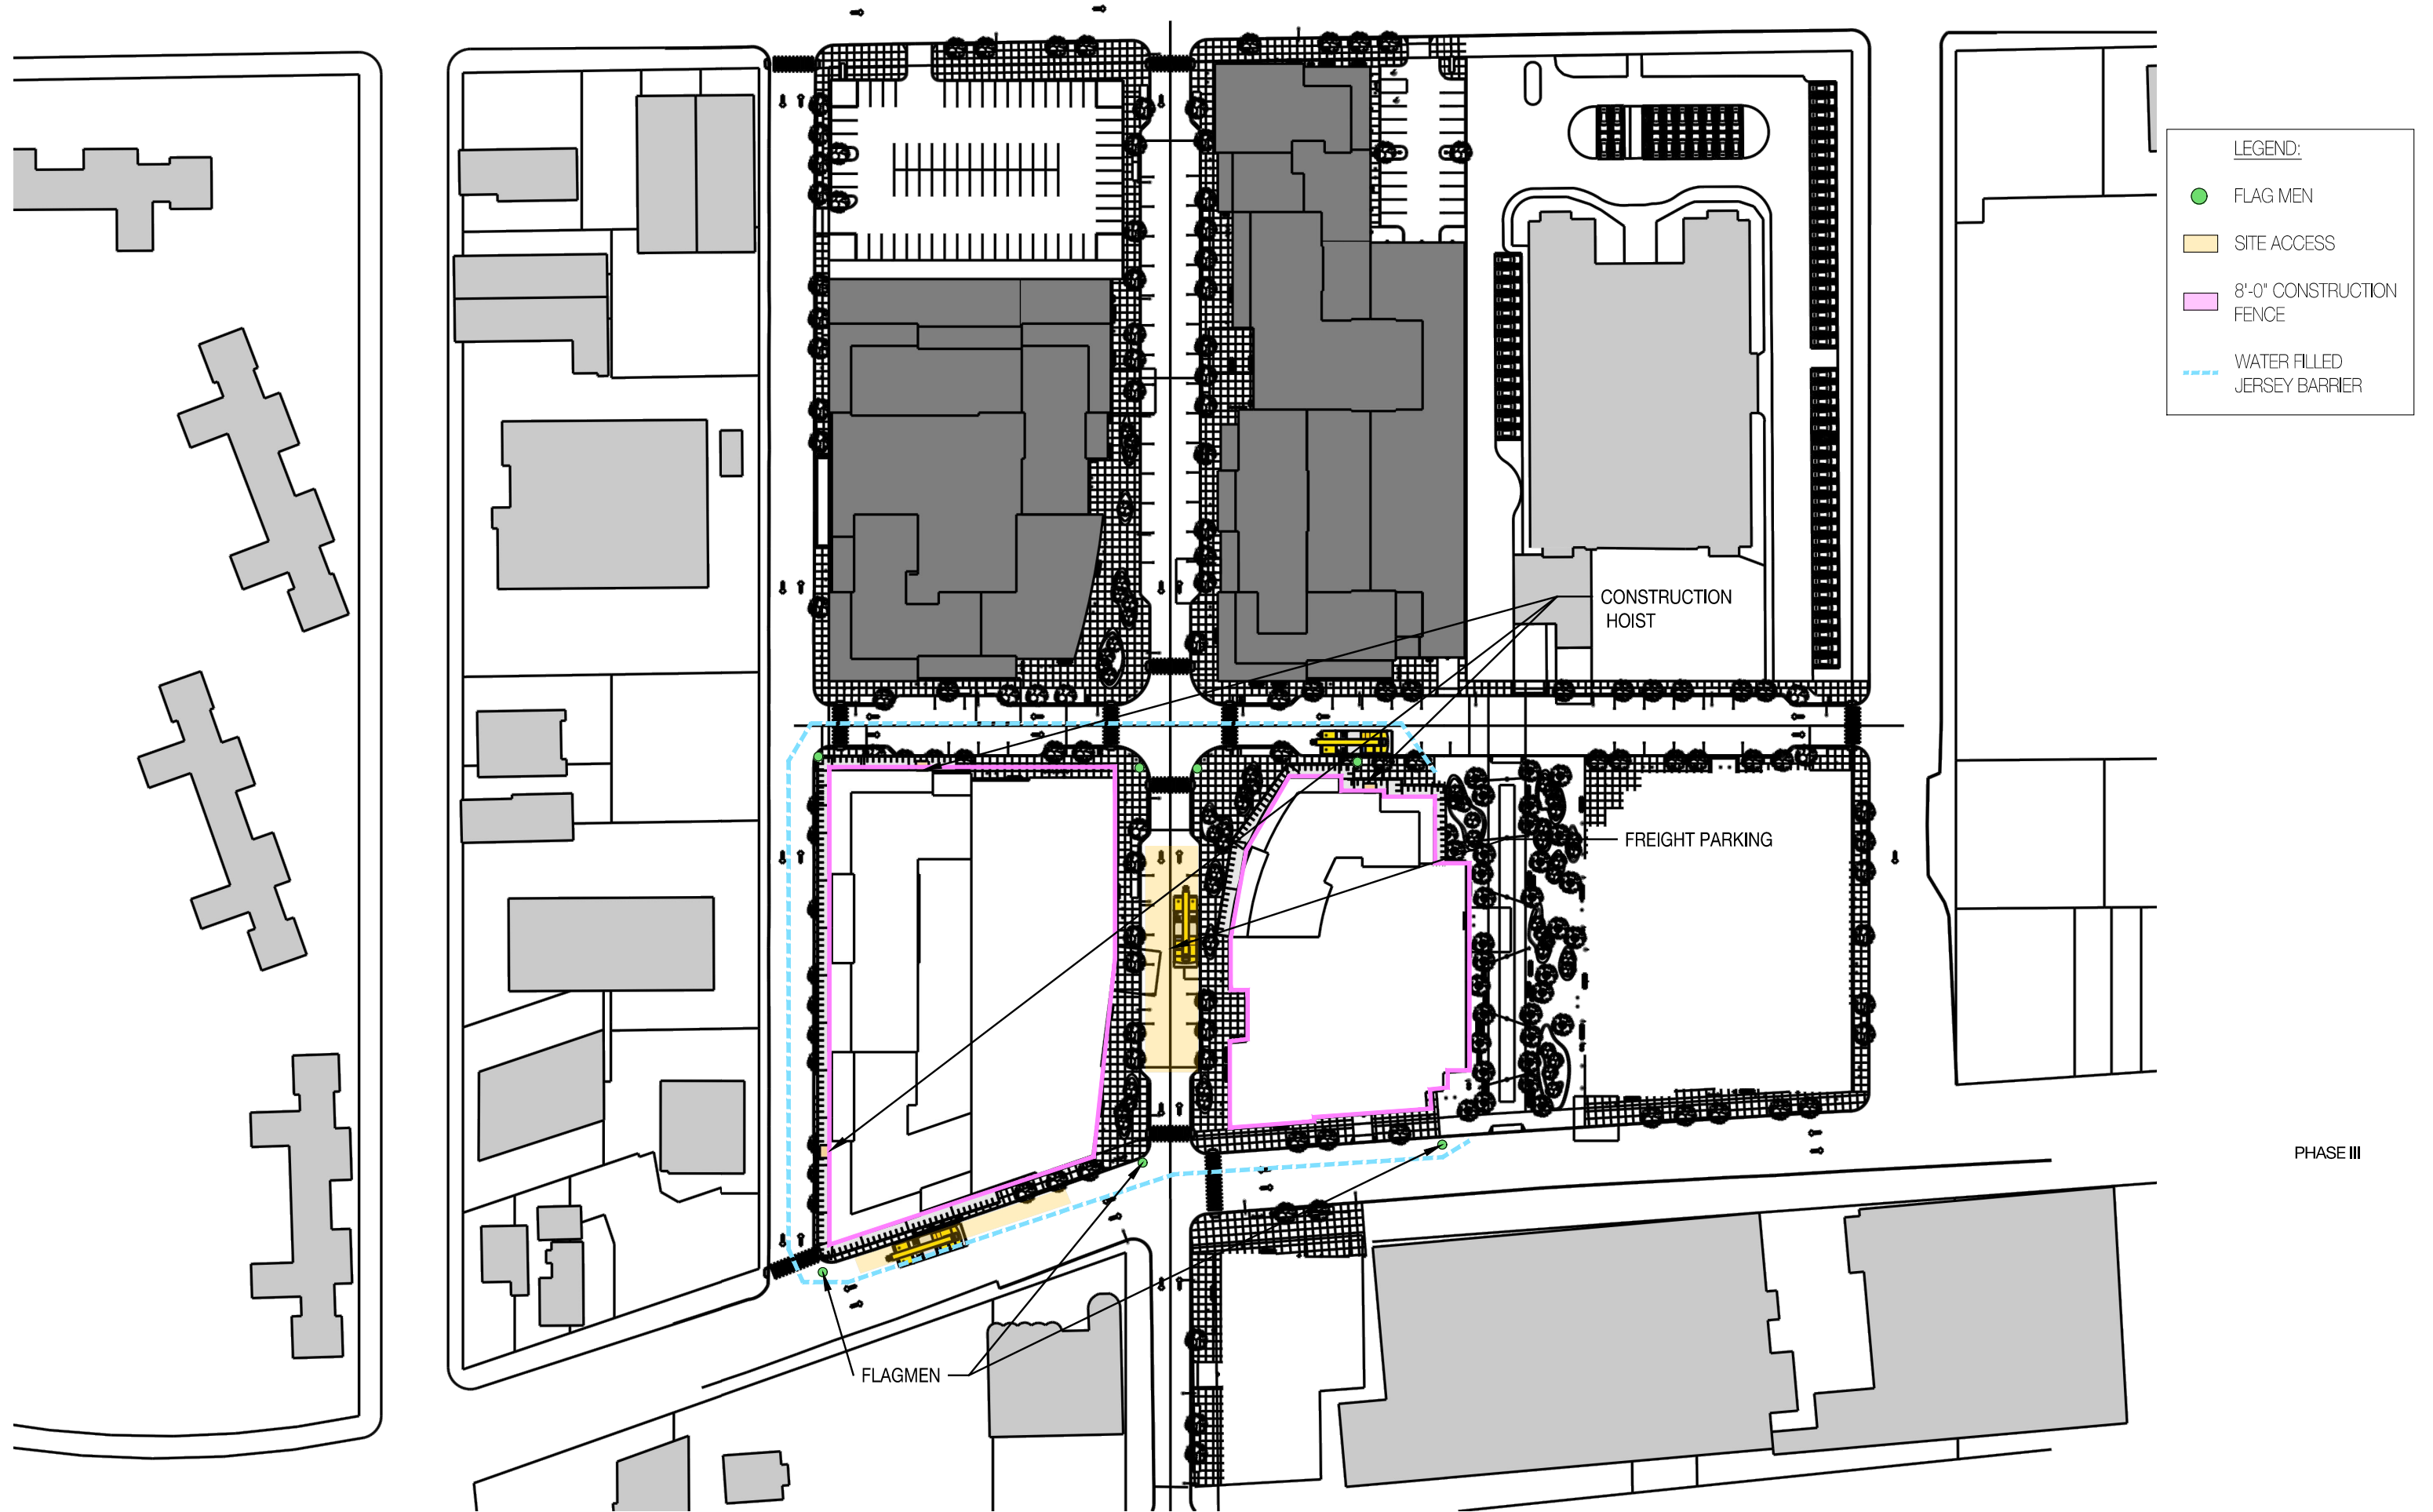 LEGEND:
FLAG MEN
SITE ACCESS
8'-0" CONSTRUCTION
FENCE
WATER FILLED
JERSEY BARRIER
CONSTRUCTION
HOIST
FREIGHT PARKING
PHASE III
FLAGMEN